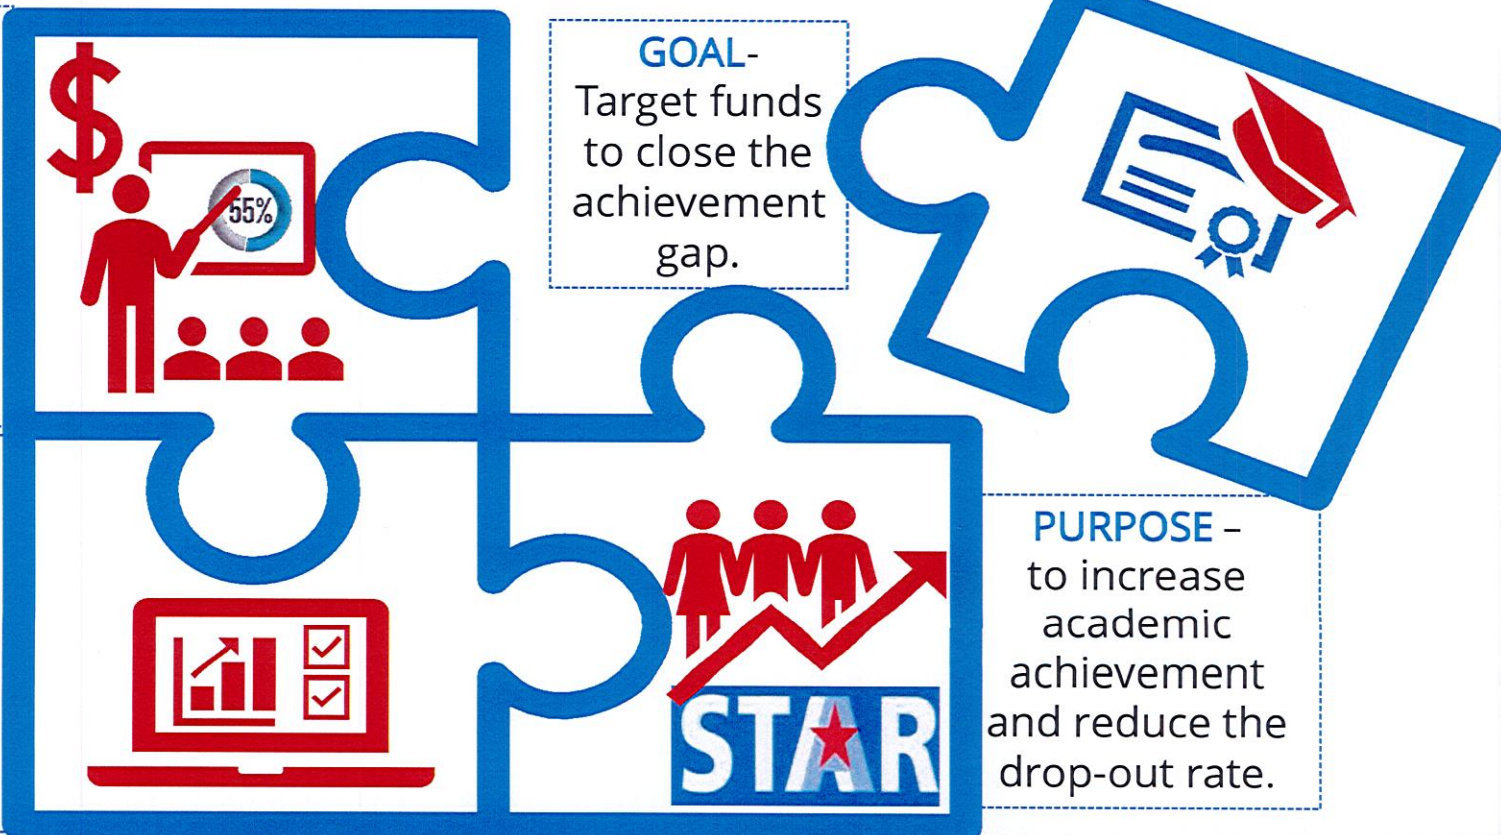 $
55%
GOAL-
Target funds
to close the
achievement
gap.
PURPOSE –
to increase
academic
achievement
and reduce the
drop-out rate.
STAR